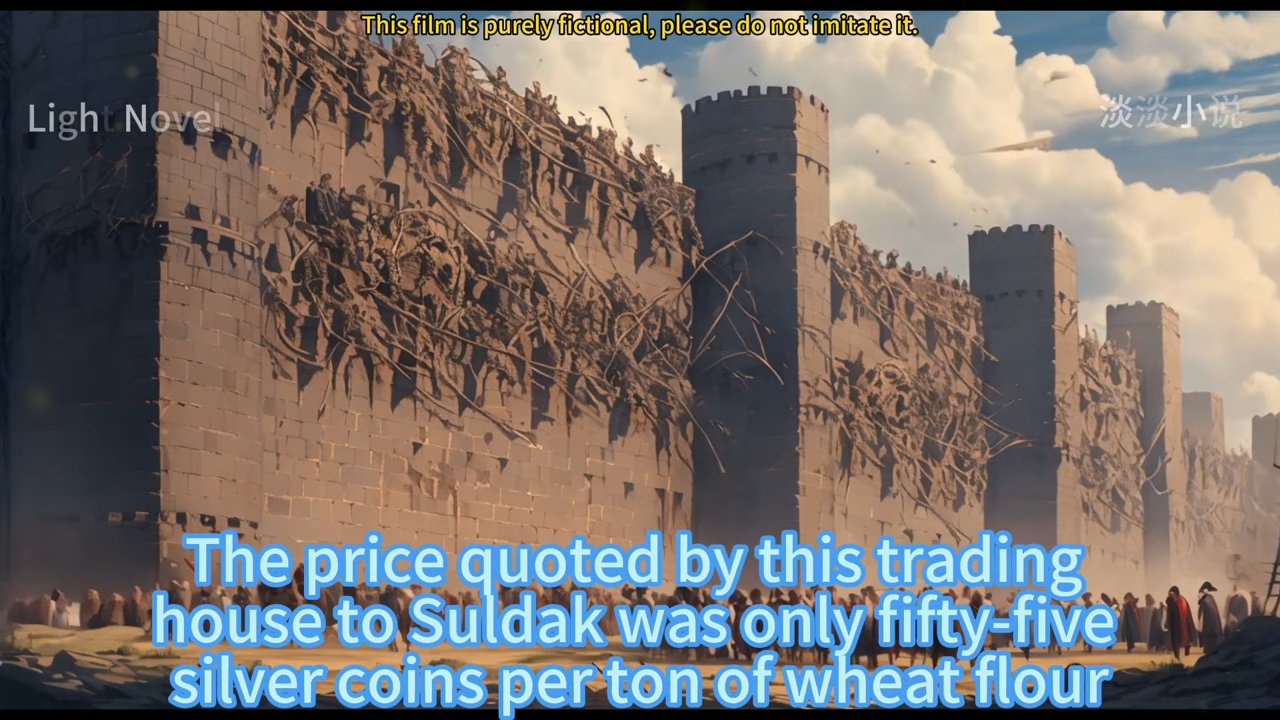 This film is purely fictional, please do not imitate it.
Light Novel
淡淡小说
The price quoted by this trading
house to Suldak was only fifty-five
silver coins per ton of wheat flour